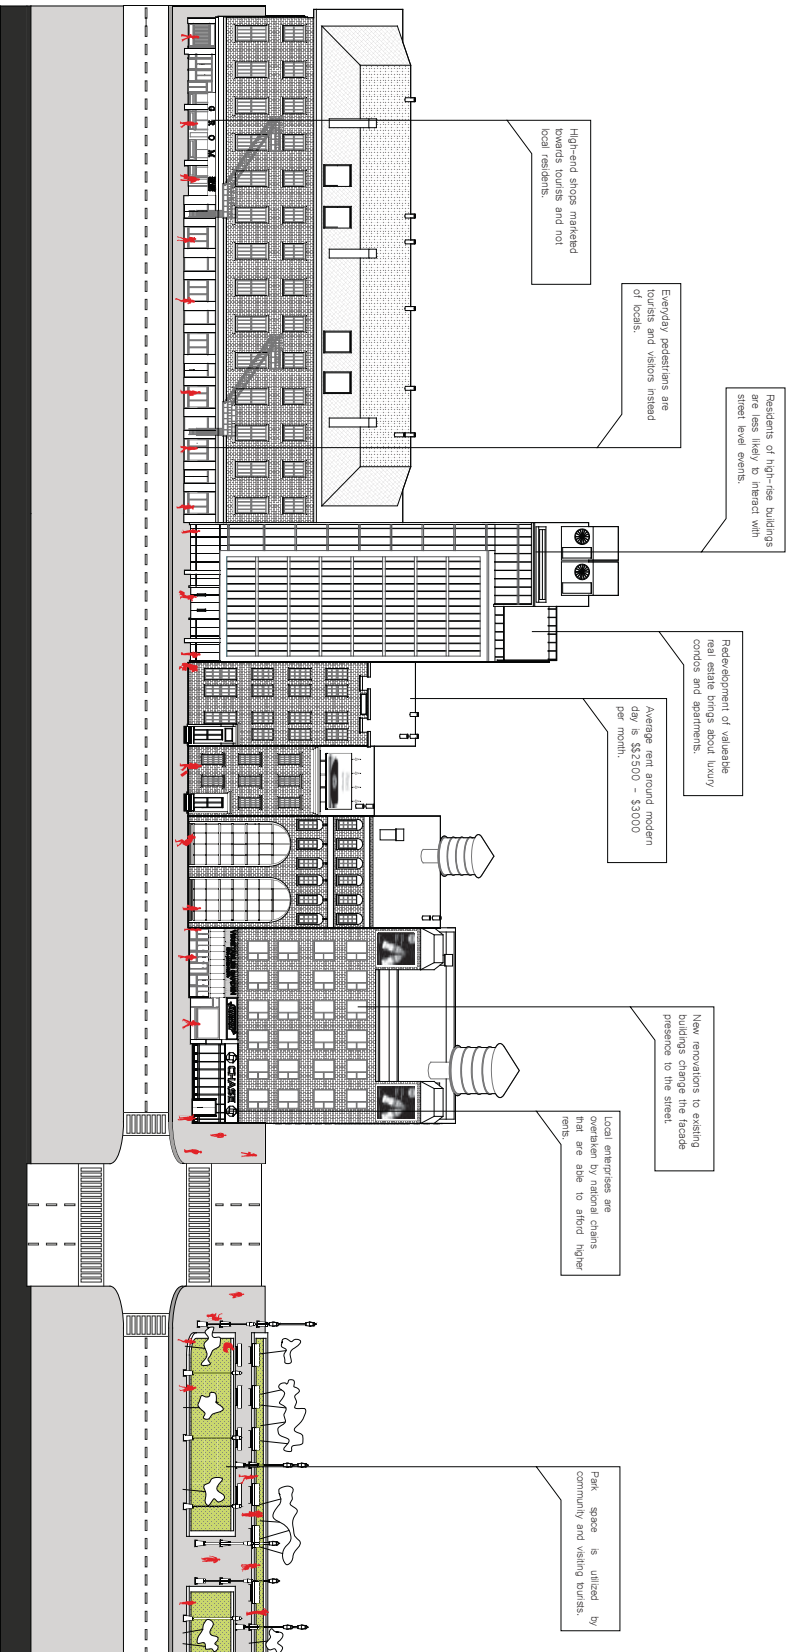 High-end shops marketed
towards tourists and not
local residents.
Everyday pedestrians are
tourists and visitors instead
of locals.
Residents of high-rise buildings
are less likely to interact with
street level events.
Redevelopment of valueable
real estate brings about luxury
condos and apartments.
Average rent around modern
day is $$2500 - $3000
per month.
New renovations to existing
buildings change the facade
presence to the street.
Local enterprises are
overtaken by national chains
that are able to afford higher
rents.
Park space is utilized by
community and visiting tourists.
GROM
CHASE